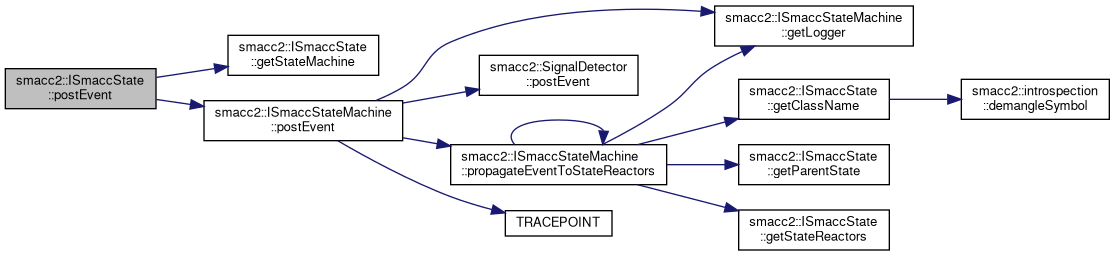 smacc2::ISmaccState
::postEvent
smacc2::ISmaccState
::getStateMachine
smacc2::ISmaccStateMachine
::postEvent
smacc2::ISmaccStateMachine
::getLogger
smacc2::SignalDetector
::postEvent
smacc2::ISmaccStateMachine
::propagateEventToStateReactors
TRACEPOINT
smacc2::ISmaccState
::getClassName
smacc2::introspection
::demangleSymbol
smacc2::ISmaccState
::getParentState
smacc2::ISmaccState
::getStateReactors